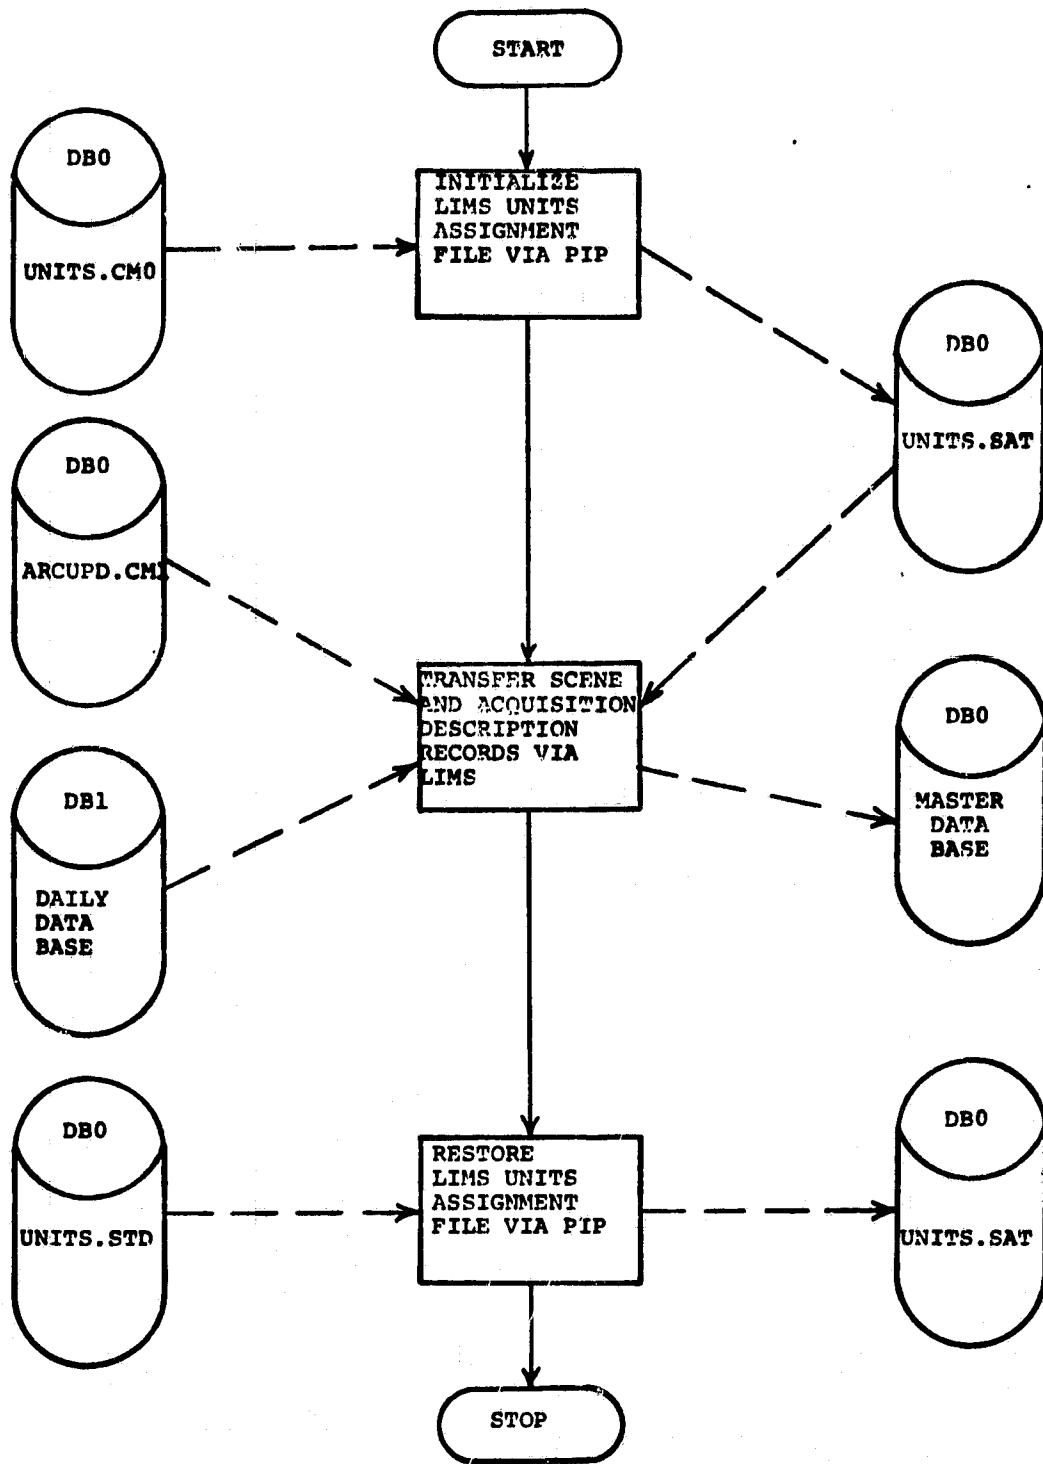 START
DB0
UNITS.CM0
INITIALIZE
LIMS UNITS
ASSIGNMENT
FILE VIA PIP
DB0
UNITS.SAT
DB0
ARCUPD.CMI
TRANSFER SCENE
AND ACQUISITION
DESCRIPTION
RECORDS VIA
LIMS
DB0
MASTER
DATA
BASE
DB1
DAILY
DATA
BASE
DB0
UNITS.STD
RESTORE
LIMS UNITS
ASSIGNMENT
FILE VIA PIP
DB0
UNITS.SAT
STOP